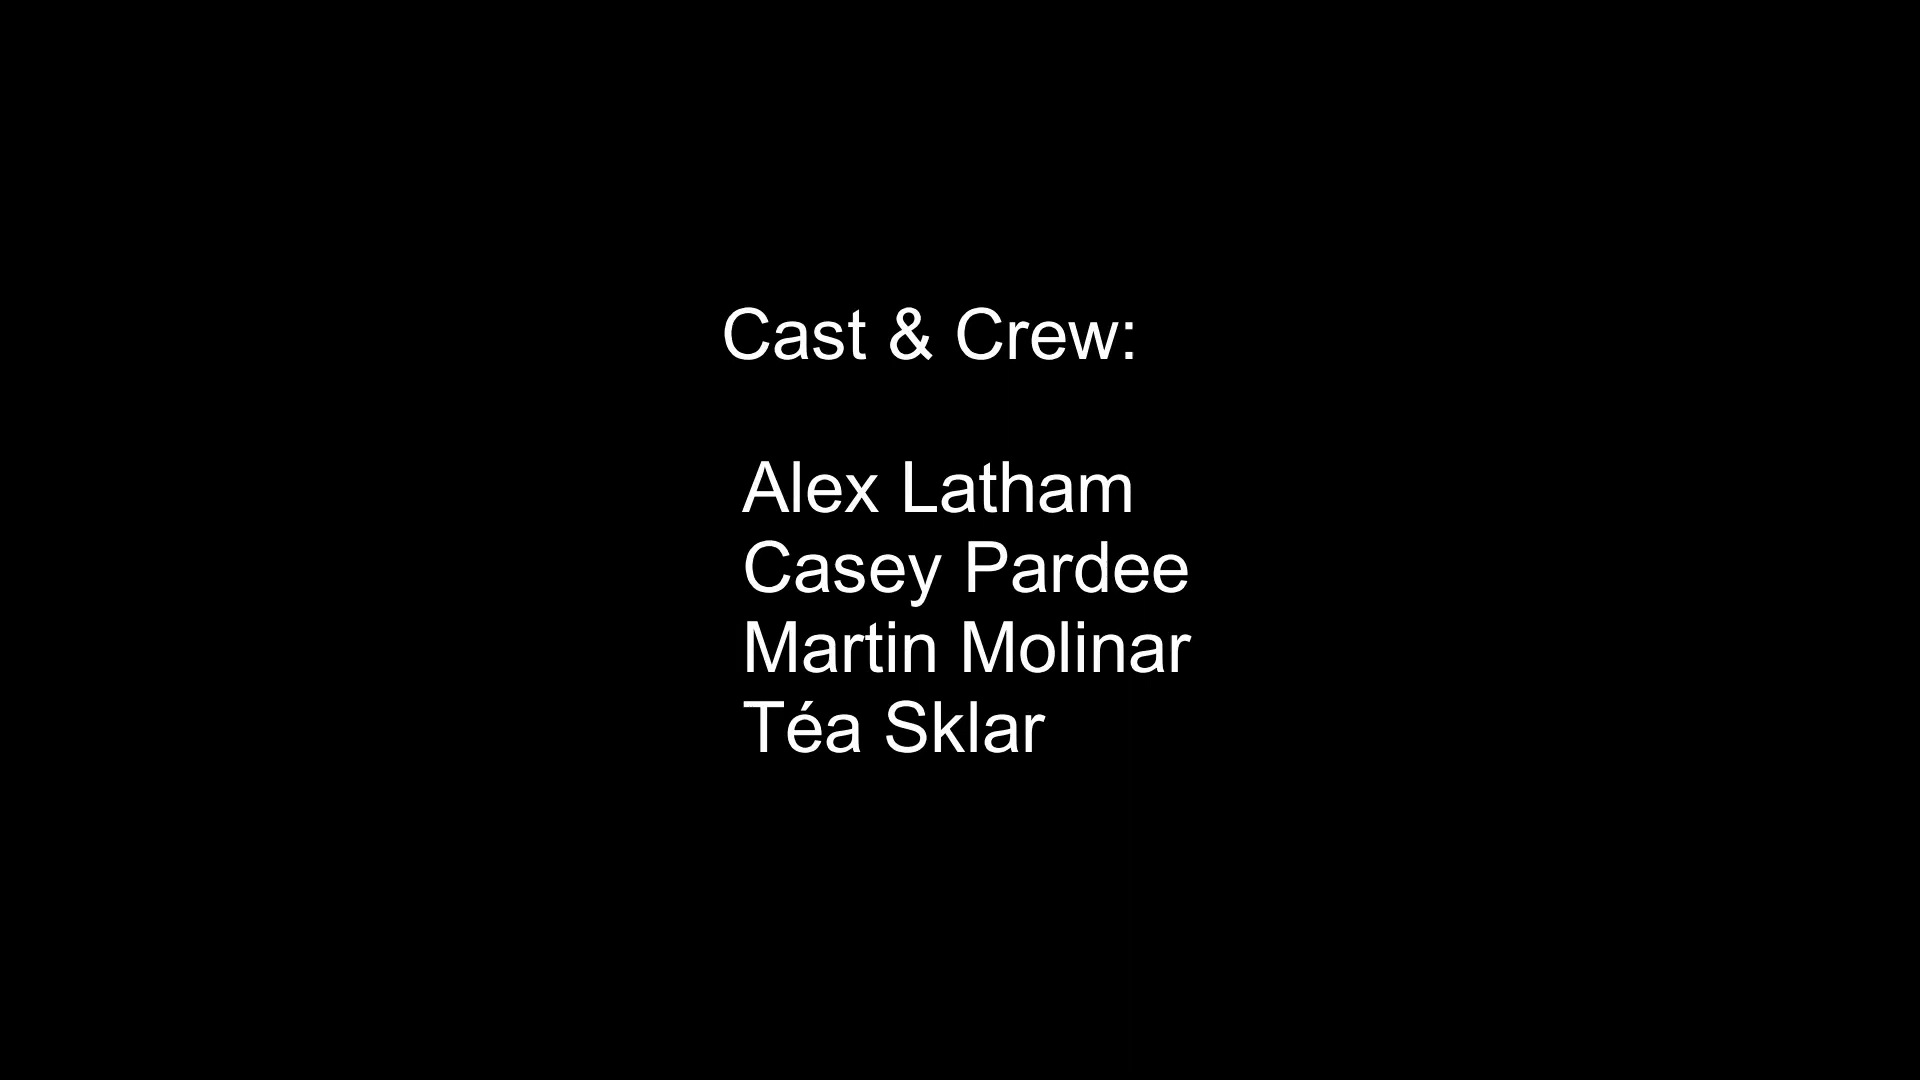 Cast & Crew:
Alex Latham
Casey Pardee
Martin Molinar
Téa Sklar